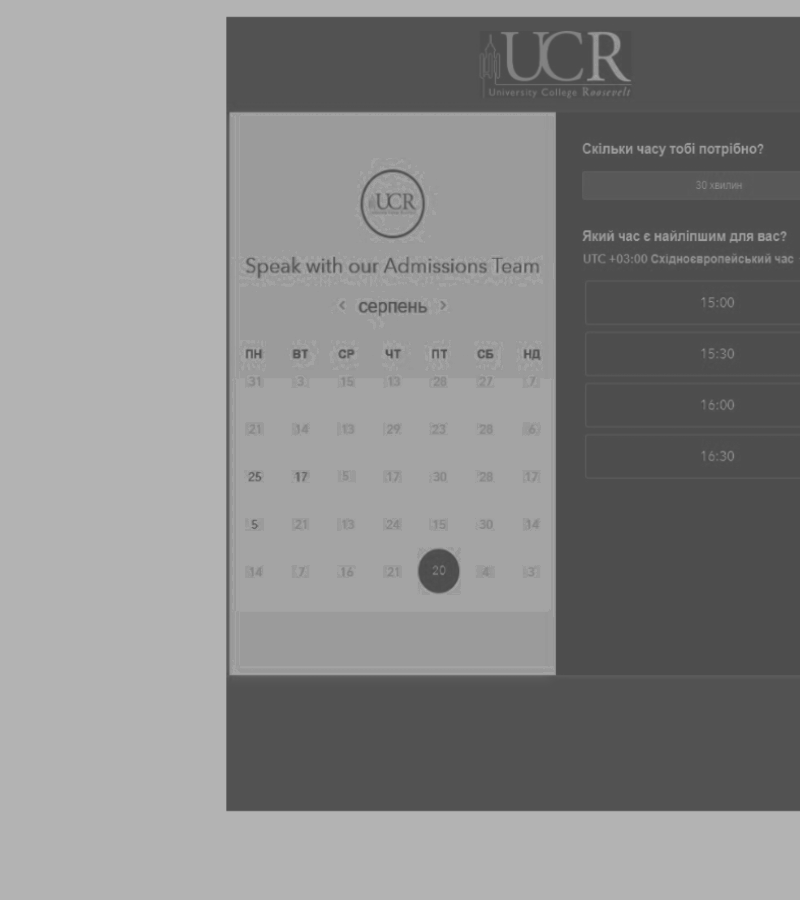 UCR
University College Roosevelt
UCR
Speak with our Admissions Team
< серпень >
ПН ВТ СР ЧТ ПТ СБ НД
31 3 15 13 28 27 7
21 14 13 29 23 28 6
25 17 5 17 30 28 17
5 21 13 24 15 30 14
14 7 16 21 20 4 3
Скільки часу тобі потрібно?
30 хвилин
Який час є найліпшим для вас?
UTC +03:00 Східноєвропейський час
15:00
15:30
16:00
16:30